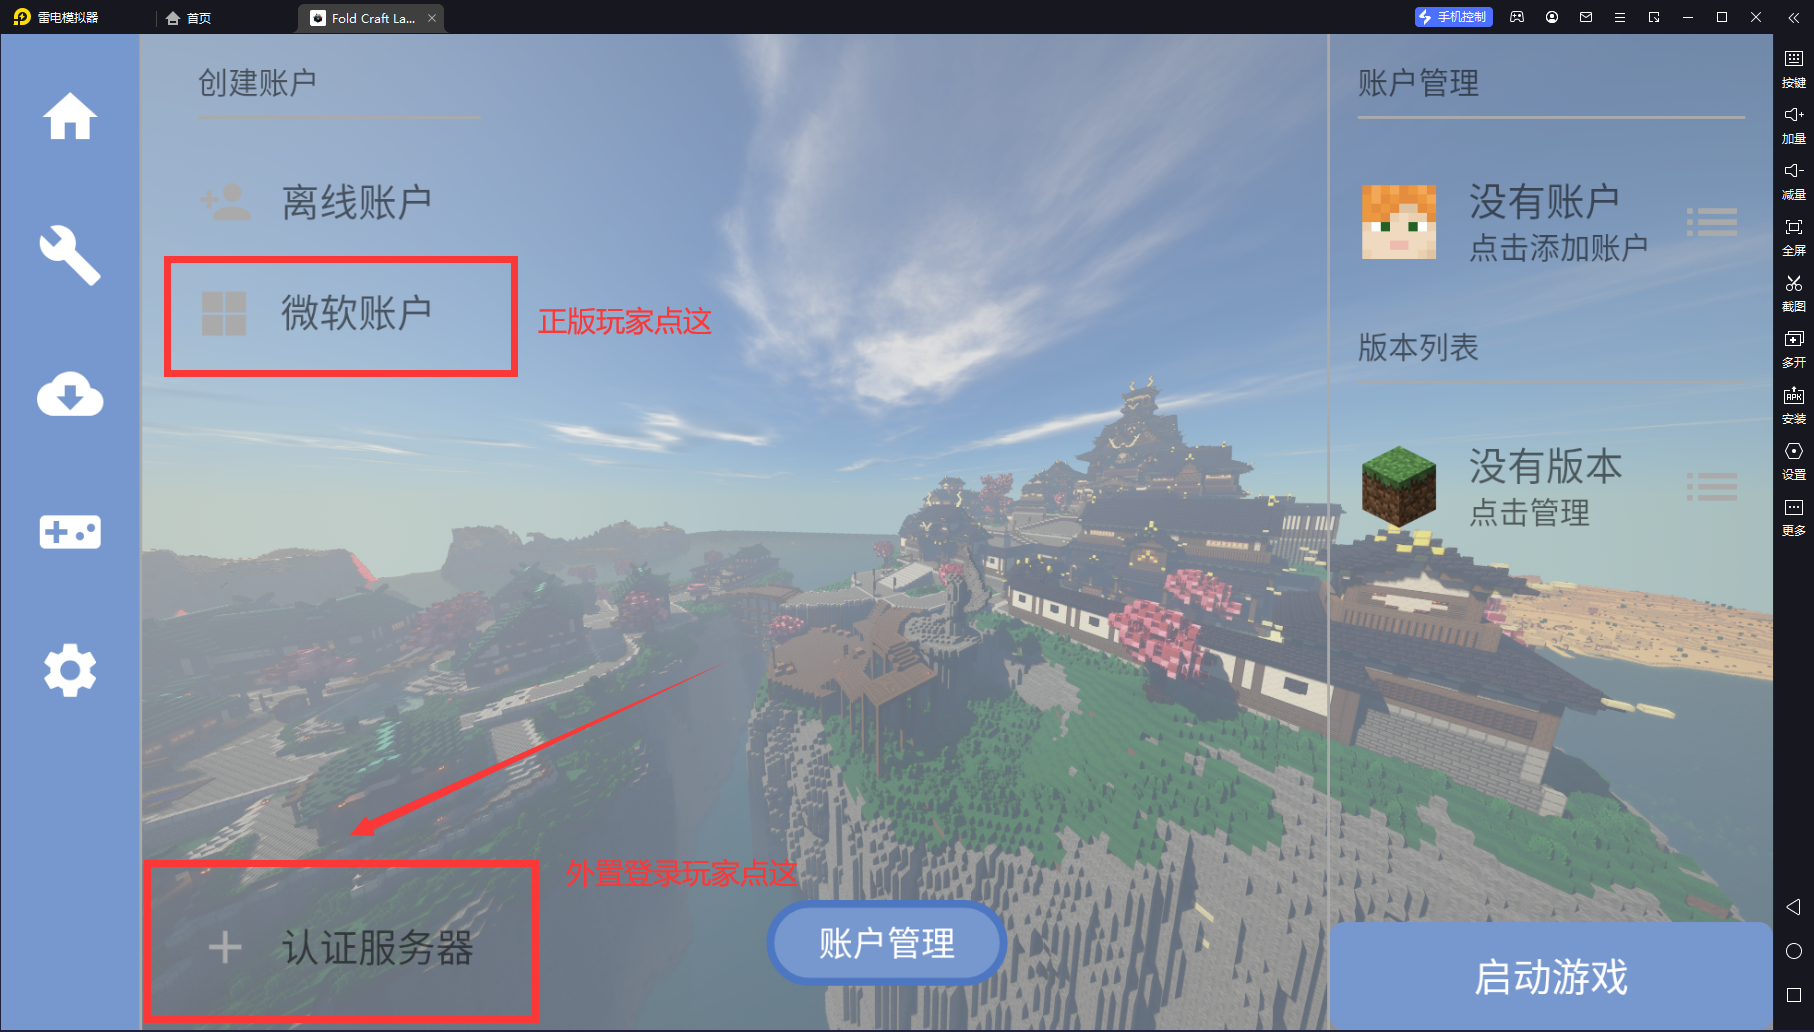 雷电模拟器
首页
Fold Craft La...
手机控制
创建账户
离线账户
微软账户
正版玩家点这
外置登录玩家点这
认证服务器
账户管理
账户管理
没有账户
点击添加账户
版本列表
没有版本
点击管理
启动游戏
按键
加量
减量
全屏
截图
多开
APK
安装
设置
更多